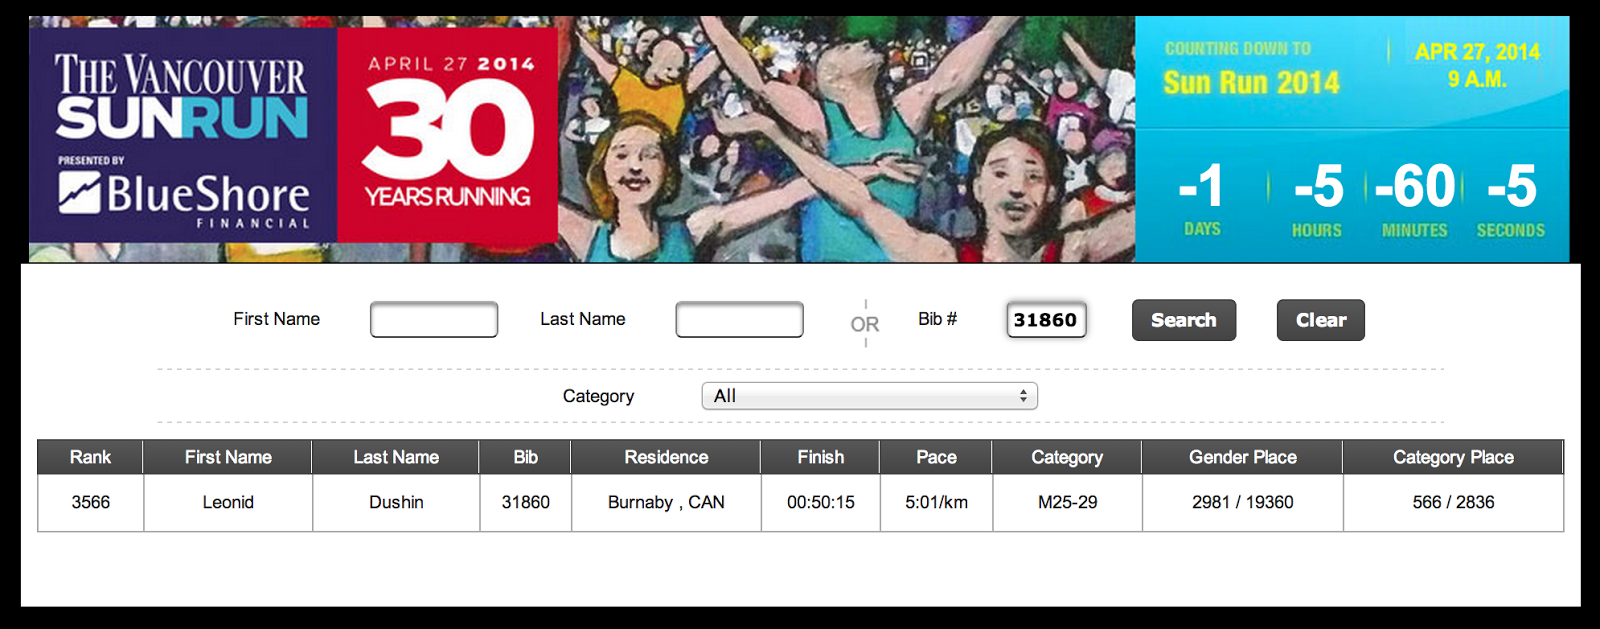 THE VANCOUVER
SUNRUN
PRESENTED BY
BlueShore
FINANCIAL
APRIL 27 2014
30
YEARS RUNNING
COUNTING DOWN TO
Sun Run 2014
APR 27, 2014
9 A.M.
-1 -5 -60 -5
DAYS HOURS MINUTES SECONDS
First Name Last Name OR Bib # 31860 Search Clear
Category All
Rank First Name Last Name Bib Residence Finish Pace Category Gender Place Category Place
3566 Leonid Dushin 31860 Burnaby , CAN 00:50:15 5:01/km M25-29 2981 / 19360 566 / 2836